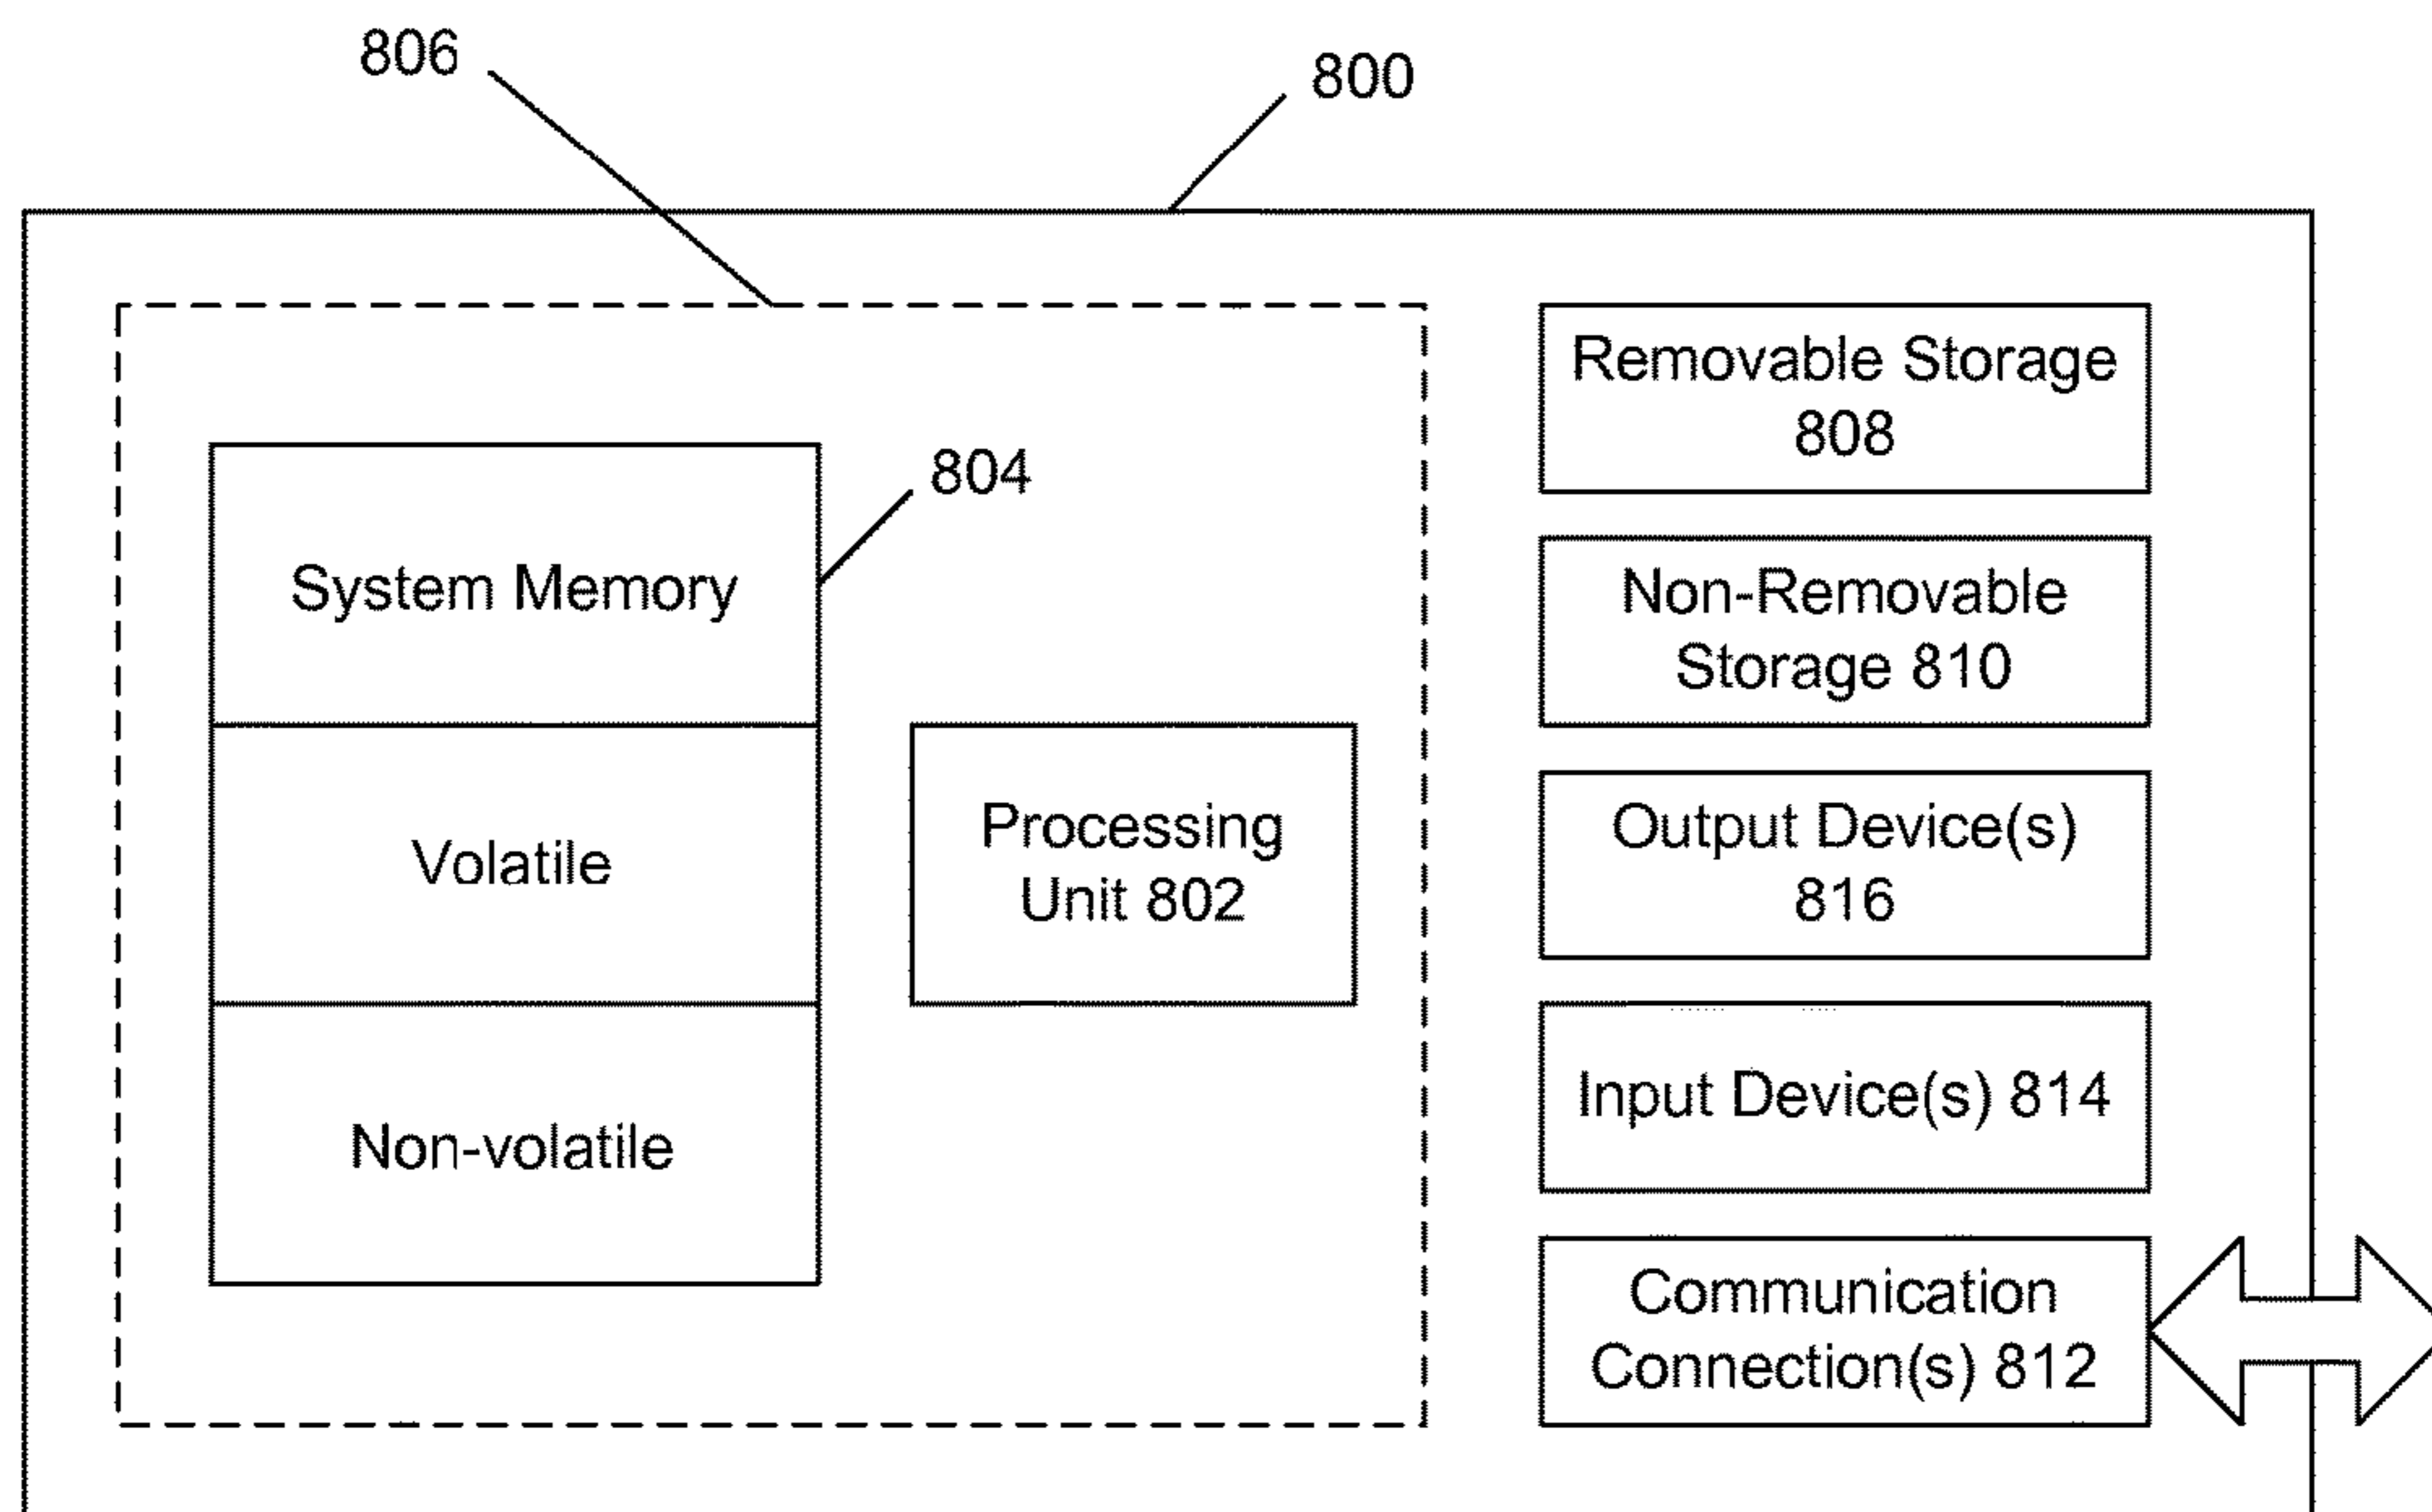 806
800
Removable Storage
808
804
System Memory
Non-Removable
Storage 810
Volatile
Processing
Unit 802
Output Device(s)
816
Non-volatile
Input Device(s) 814
Communication
Connection(s) 812